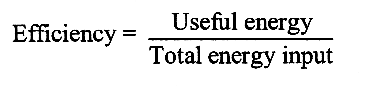 Efficiency = Useful energy / Total energy input